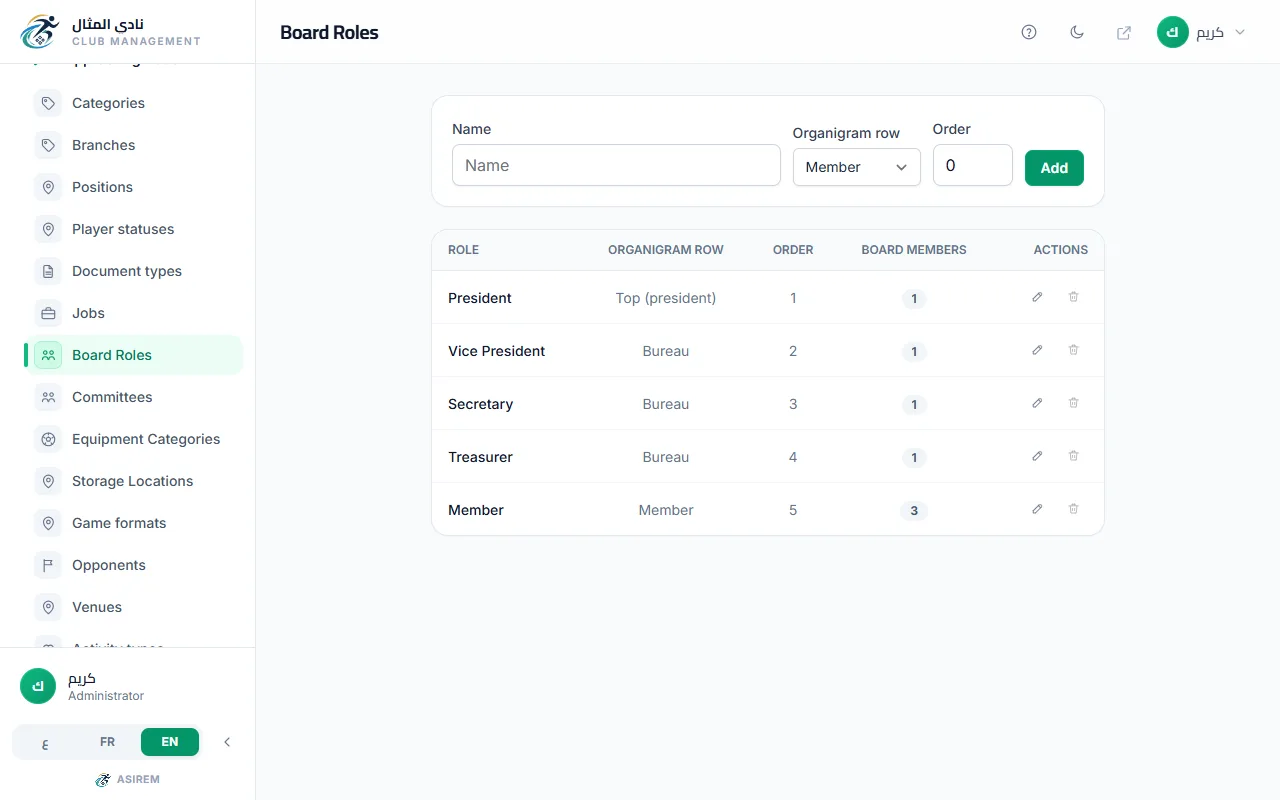 نادي المثال
CLUB MANAGEMENT
Board Roles
ك
كريم
Categories
Branches
Positions
Player statuses
Document types
Jobs
Board Roles
Committees
Equipment Categories
Storage Locations
Game formats
Opponents
Venues
ك
كريم
Administrator
ع FR EN
ASIREM
Name Organigram row Order
Name Member 0 Add
ROLE ORGANIGRAM ROW ORDER BOARD MEMBERS ACTIONS
President Top (president) 1 1
Vice President Bureau 2 1
Secretary Bureau 3 1
Treasurer Bureau 4 1
Member Member 5 3